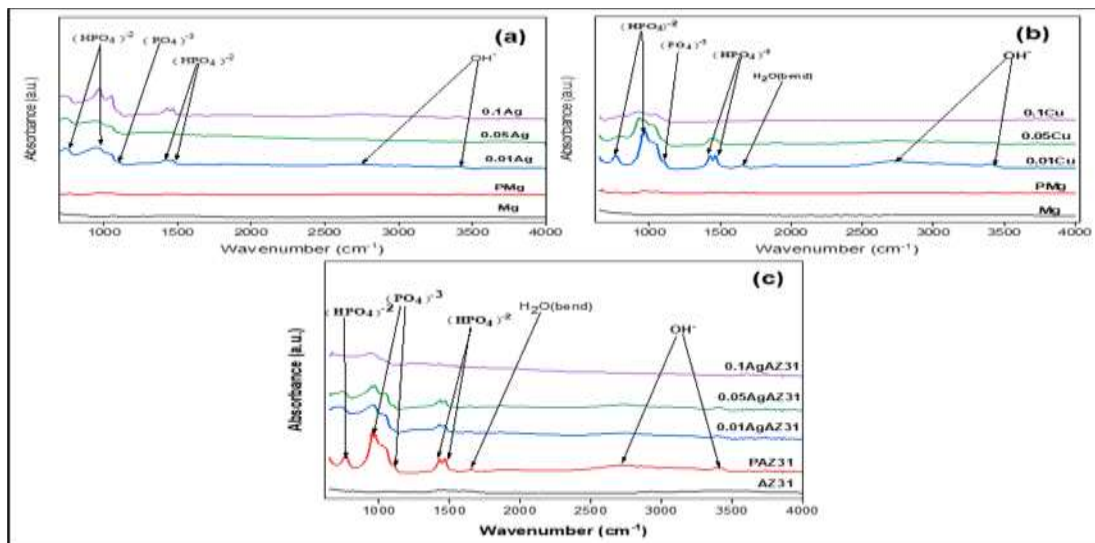 (a)
(HPO4)-2
(PO4)-3
(HPO4)-2
OH-
0.1Ag
0.05Ag
0.01Ag
PMg
Mg
Absorbance (a.u.)
1000 1500 2000 2500 3000 3500 4000
Wavenumber (cm-1)
(b)
(HPO4)-2
(PO4)-3
(HPO4)-2
H2O(bend)
OH-
0.1Cu
0.05Cu
0.01Cu
PMg
Mg
Absorbance (a.u.)
1000 1500 2000 2500 3000 3500 4000
Wavenumber (cm-1)
(c)
(HPO4)-2
(PO4)-3
(HPO4)-2
H2O(bend)
OH-
0.1AgAZ31
0.05AgAZ31
0.01AgAZ31
PAZ31
AZ31
Absorbance (a.u.)
1000 1500 2000 2500 3000 3500 4000
Wavenumber (cm-1)